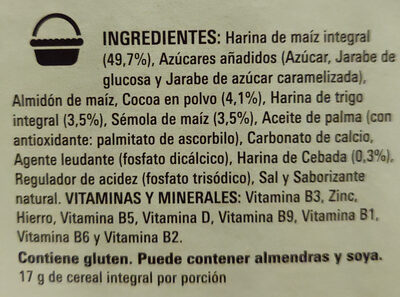 INGREDIENTES: Harina de maíz integral
(49,7%), Azúcares añadidos (Azúcar, Jarabe de
glucosa y Jarabe de azúcar caramelizada),
Almidón de maíz, Cocoa en polvo (4,1%), Harina de trigo
integral (3,5%), Sémola de maíz (3,5%), Aceite de palma (con
antioxidante: palmitato de ascorbilo), Carbonato de calcio,
Agente leudante (fosfato dicálcico), Harina de Cebada (0,3%),
Regulador de acidez (fosfato trisódico), Sal y Saborizante
natural. VITAMINAS Y MINERALES: Vitamina B3, Zinc,
Hierro, Vitamina B5, Vitamina D, Vitamina B9, Vitamina B1,
Vitamina B6 y Vitamina B2.
Contiene gluten. Puede contener almendras y soya.
17 g de cereal integral por porción